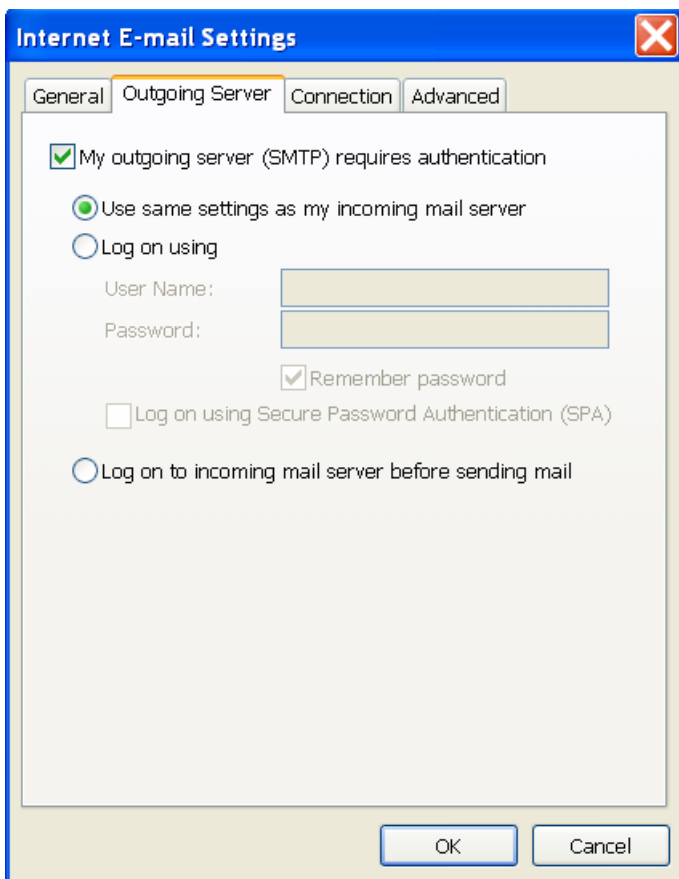 Internet E-mail Settings
General Outgoing Server Connection Advanced
My outgoing server (SMTP) requires authentication
Use same settings as my incoming mail server
Log on using
User Name:
Password:
Remember password
Log on using Secure Password Authentication (SPA)
Log on to incoming mail server before sending mail
OK Cancel